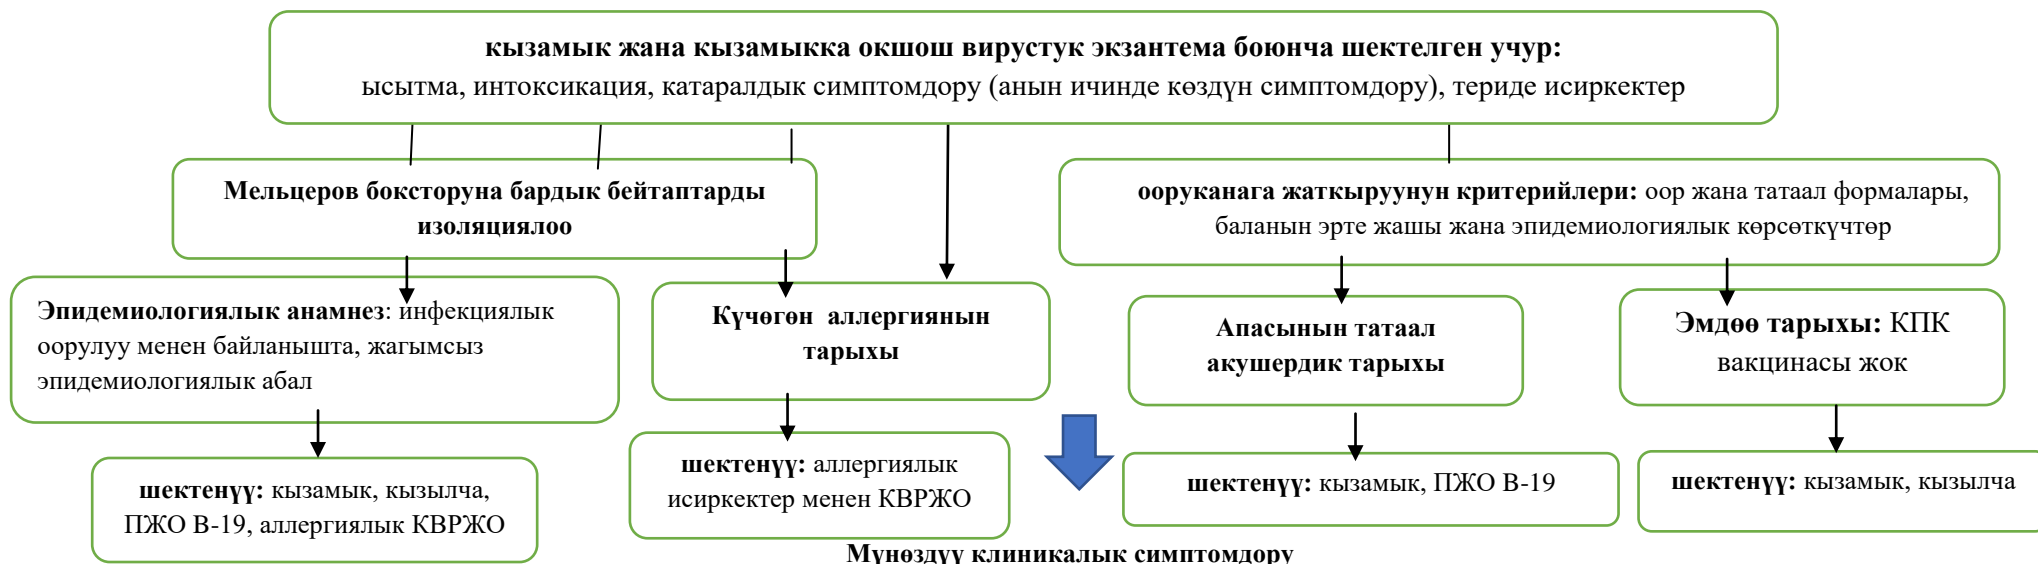 кызамык жана кызамыкка окшош вирустук экзантема боюнча шектелген учур:
ысытма, интоксикация, катаралдык симптомдору (анын ичинде көздүн симптомдору), териде исиркектер
Мельцеров боксторуна бардык бейтаптарды
изоляциялоо
ооруканага жаткыруунун критерийлери: оор жана татаал формалары,
баланын эрте жашы жана эпидемиологиялык көрсөткүчтөр
Эпидемиологиялык анамнез: инфекциялык
оорулуу менен байланышта, жагымсыз
эпидемиологиялык абал
Күчөгөн аллергиянын
тарыхы
Апасынын татаал
акушердик тарыхы
Эмдөө тарыхы: КПК
вакцинасы жок
шектенүү: кызамык, кызылча,
ПЖО В-19, аллергиялык КВРЖО
шектенүү: аллергиялык
исиркектер менен КВРЖО
шектенүү: кызамык, ПЖО В-19
шектенүү: кызамык, кызылча
Мүнөздүү клиникалык симптомдору